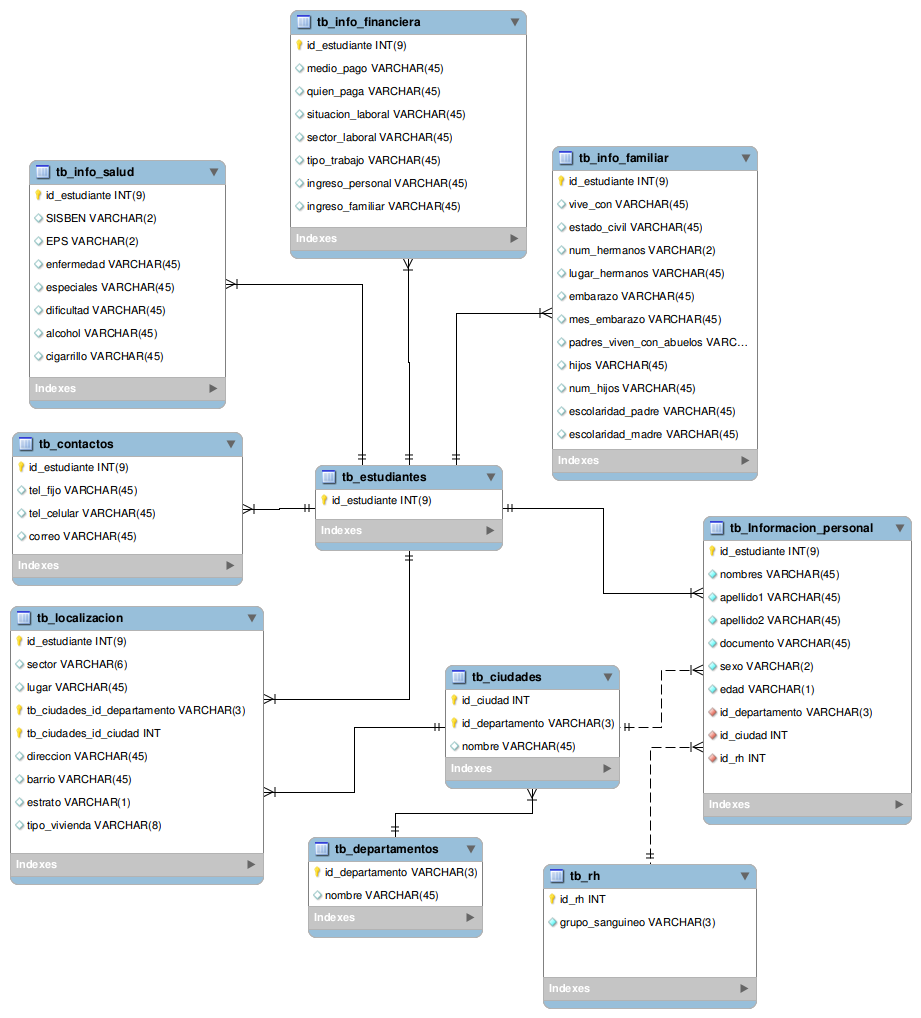 tb_info_financiera
id_estudiante INT(9)
medio_pago VARCHAR(45)
quien_paga VARCHAR(45)
situacion_laboral VARCHAR(45)
sector_laboral VARCHAR(45)
tipo_trabajo VARCHAR(45)
ingreso_personal VARCHAR(45)
ingreso_familiar VARCHAR(45)
Indexes
tb_info_salud
id_estudiante INT(9)
SISBEN VARCHAR(2)
EPS VARCHAR(2)
enfermedad VARCHAR(45)
especiales VARCHAR(45)
dificultad VARCHAR(45)
alcohol VARCHAR(45)
cigarrillo VARCHAR(45)
Indexes
tb_info_familiar
id_estudiante INT(9)
vive_con VARCHAR(45)
estado_civil VARCHAR(45)
num_hermanos VARCHAR(2)
lugar_hermanos VARCHAR(45)
embarazo VARCHAR(45)
mes_embarazo VARCHAR(45)
padres_viven_con_abuelos VARC...
hijos VARCHAR(45)
num_hijos VARCHAR(45)
escolaridad_padre VARCHAR(45)
escolaridad_madre VARCHAR(45)
Indexes
tb_contactos
id_estudiante INT(9)
tel_fijo VARCHAR(45)
tel_celular VARCHAR(45)
correo VARCHAR(45)
Indexes
tb_estudiantes
id_estudiante INT(9)
Indexes
tb_Informacion_personal
id_estudiante INT(9)
nombres VARCHAR(45)
apellido1 VARCHAR(45)
apellido2 VARCHAR(45)
documento VARCHAR(45)
sexo VARCHAR(2)
edad VARCHAR(1)
id_departamento VARCHAR(3)
id_ciudad INT
id_rh INT
Indexes
tb_localizacion
id_estudiante INT(9)
sector VARCHAR(6)
lugar VARCHAR(45)
tb_ciudades_id_departamento VARCHAR(3)
tb_ciudades_id_ciudad INT
direccion VARCHAR(45)
barrio VARCHAR(45)
estrato VARCHAR(1)
tipo_vivienda VARCHAR(8)
Indexes
tb_ciudades
id_ciudad INT
id_departamento VARCHAR(3)
nombre VARCHAR(45)
Indexes
tb_departamentos
id_departamento VARCHAR(3)
nombre VARCHAR(45)
Indexes
tb_rh
id_rh INT
grupo_sanguineo VARCHAR(3)
Indexes